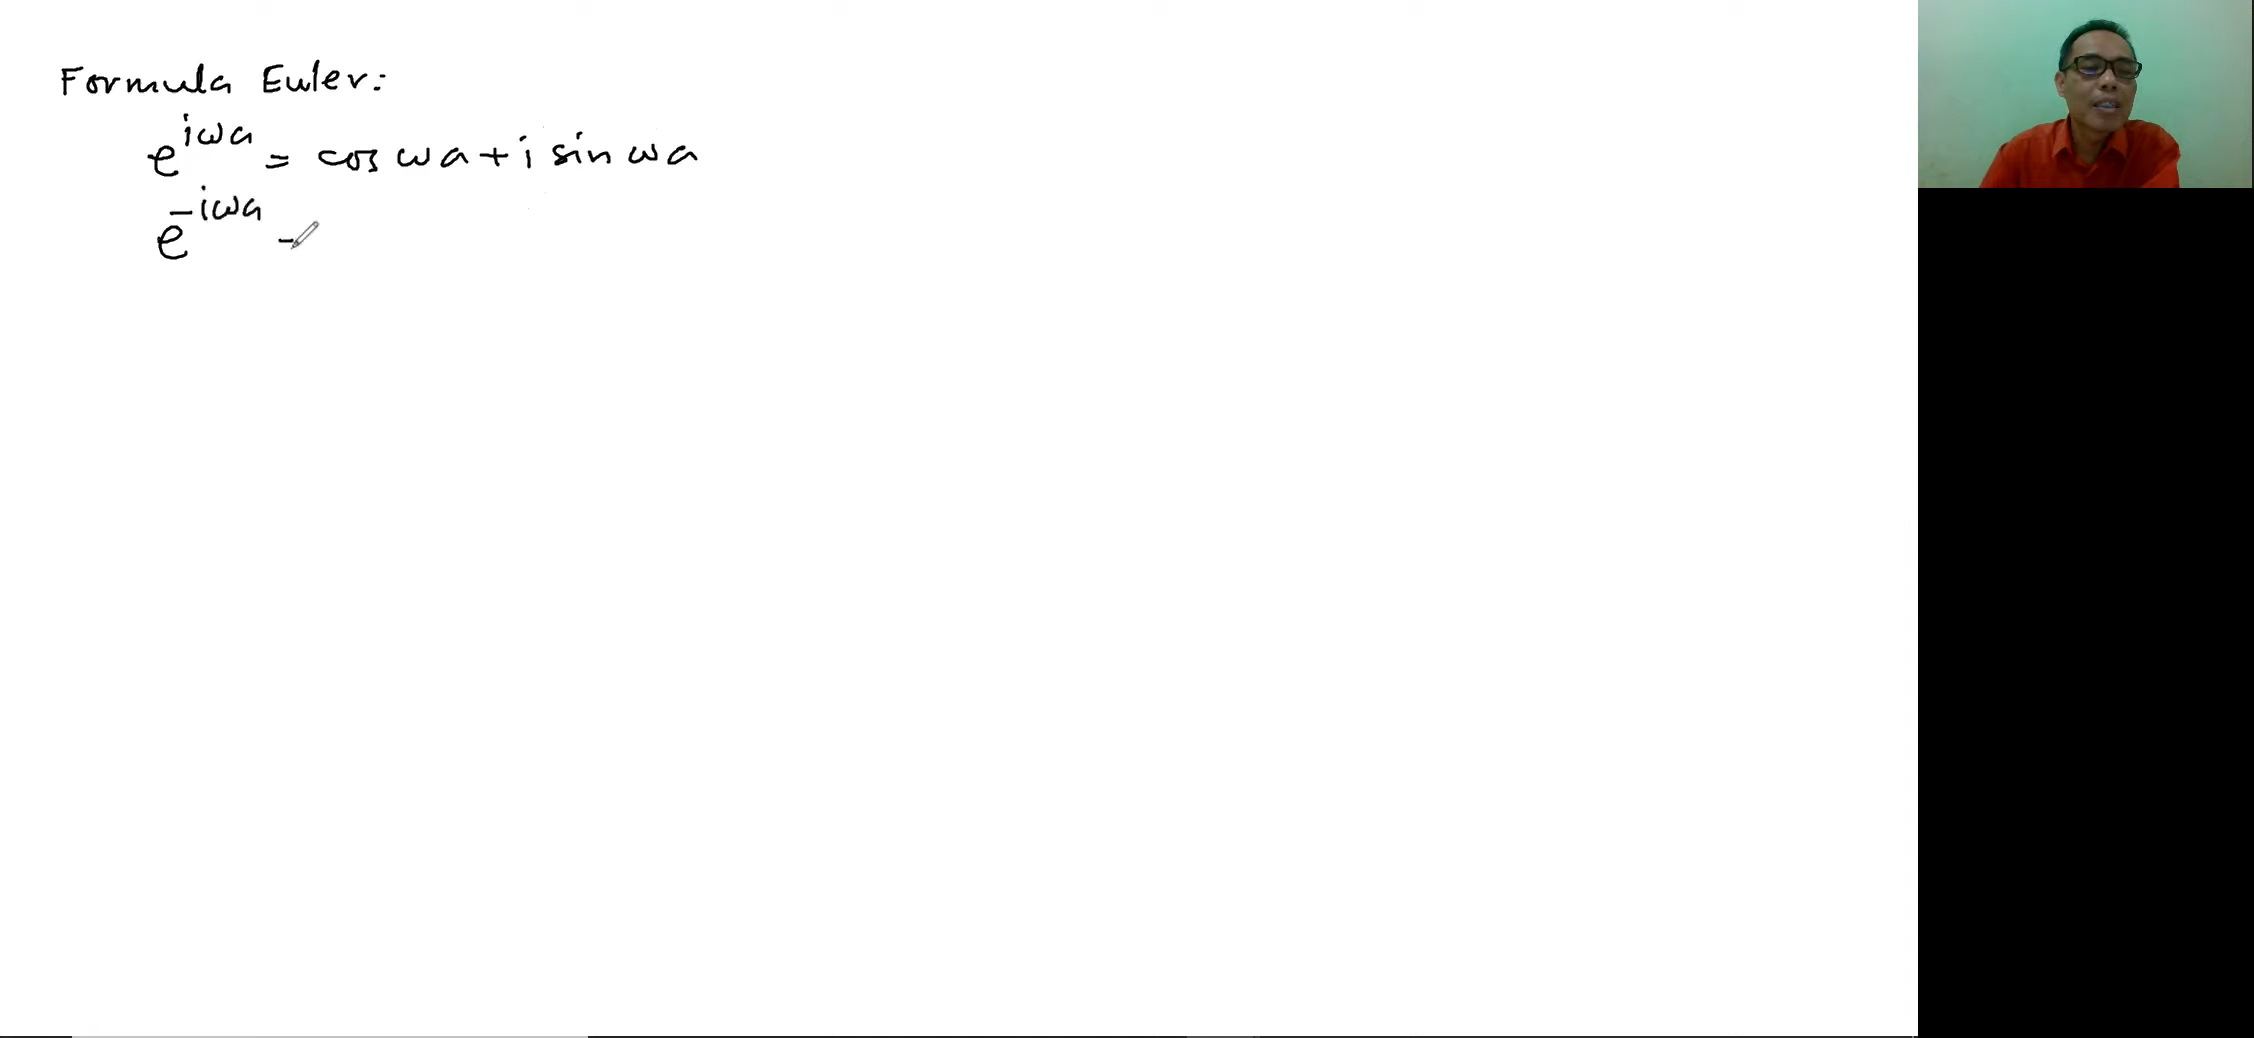 Formula Euler:
e^{iωa} = cos ωa + i sin ωa
e^{-iωa} -